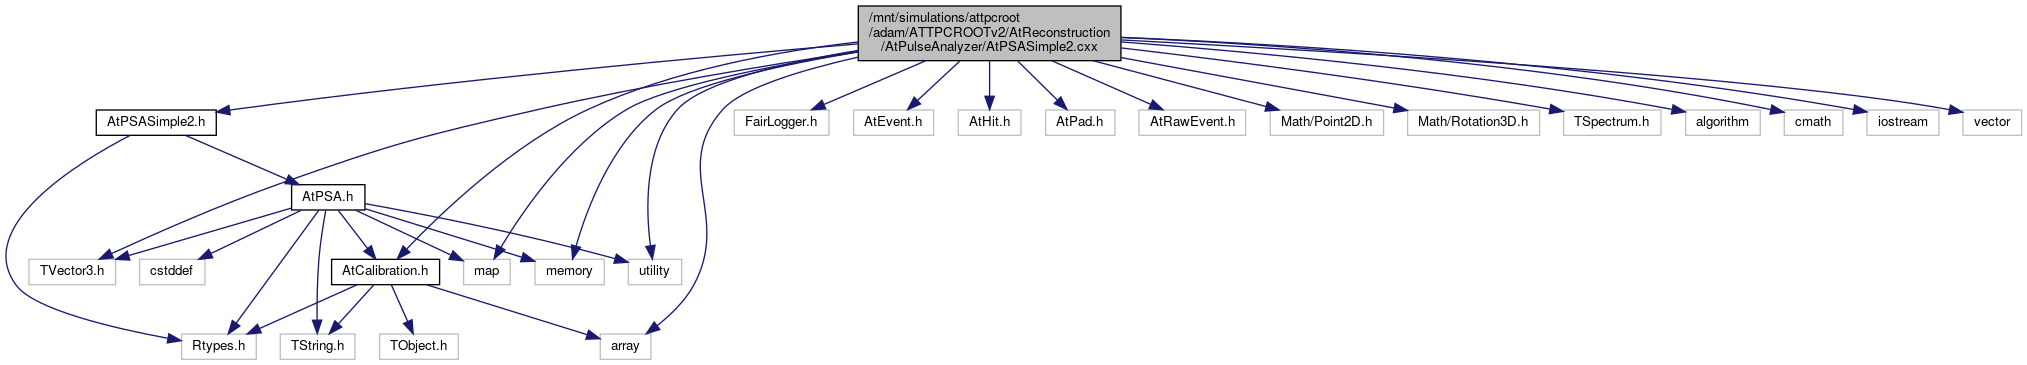 /mnt/simulations/attpcroot
/adam/ATTPCROOTv2/AtReconstruction
/AtPulseAnalyzer/AtPSASimple2.cxx
AtPSASimple2.h
FairLogger.h
AtEvent.h
AtHit.h
AtPad.h
AtRawEvent.h
Math/Point2D.h
Math/Rotation3D.h
TSpectrum.h
algorithm
cmath
iostream
vector
AtPSA.h
TVector3.h
cstddef
AtCalibration.h
map
memory
utility
Rtypes.h
TString.h
TObject.h
array